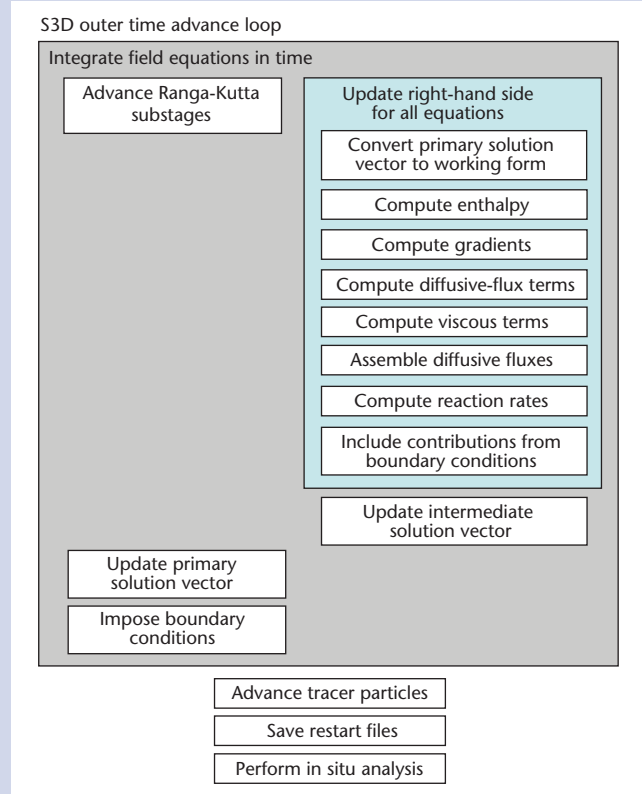 S3D outer time advance loop
Integrate field equations in time
Advance Ranga-Kutta
substages
Update right-hand side
for all equations
Convert primary solution
vector to working form
Compute enthalpy
Compute gradients
Compute diffusive-flux terms
Compute viscous terms
Assemble diffusive fluxes
Compute reaction rates
Include contributions from
boundary conditions
Update intermediate
solution vector
Update primary
solution vector
Impose boundary
conditions
Advance tracer particles
Save restart files
Perform in situ analysis